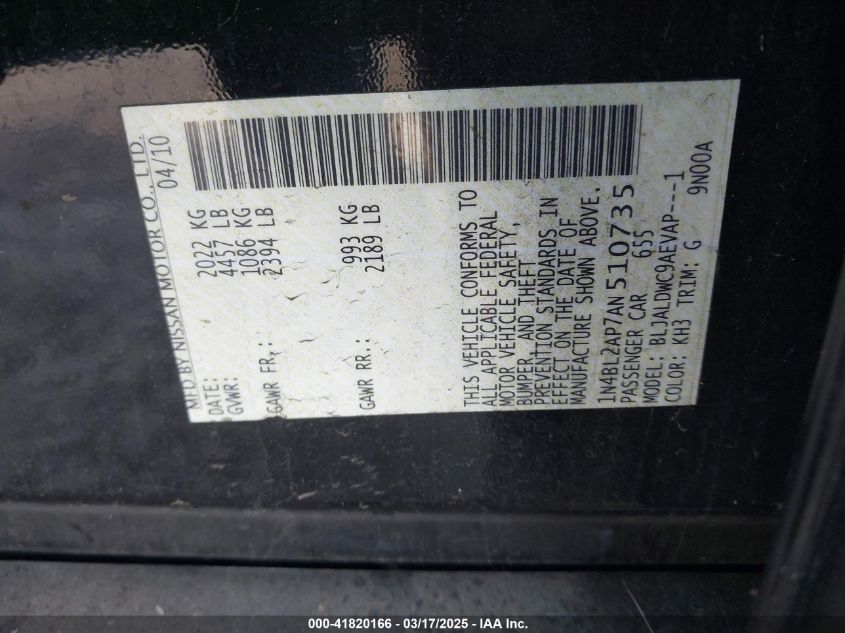 MFD BY NISSAN MOTOR CO., LTD.
DATE: 04/10
GVWR: 2022 KG
4457 LB
GAWR FR,: 1086 KG
2394 LB
GAWR RR.: 993 KG
2189 LB
THIS VEHICLE CONFORMS TO
ALL APPLICABLE FEDERAL
MOTOR VEHICLE SAFETY,
BUMPER, AND THEFT
PREVENTION STANDARDS IN
EFFECT ON THE DATE OF
MANUFACTURE SHOWN ABOVE.
1N4BL2AP7AN510735
PASSENGER CAR 655
MODEL: BLJALDWC9AEVAP---1
COLOR: KH3 TRIM: G 9N00A
000-41820166 - 03/17/2025 - IAA Inc.